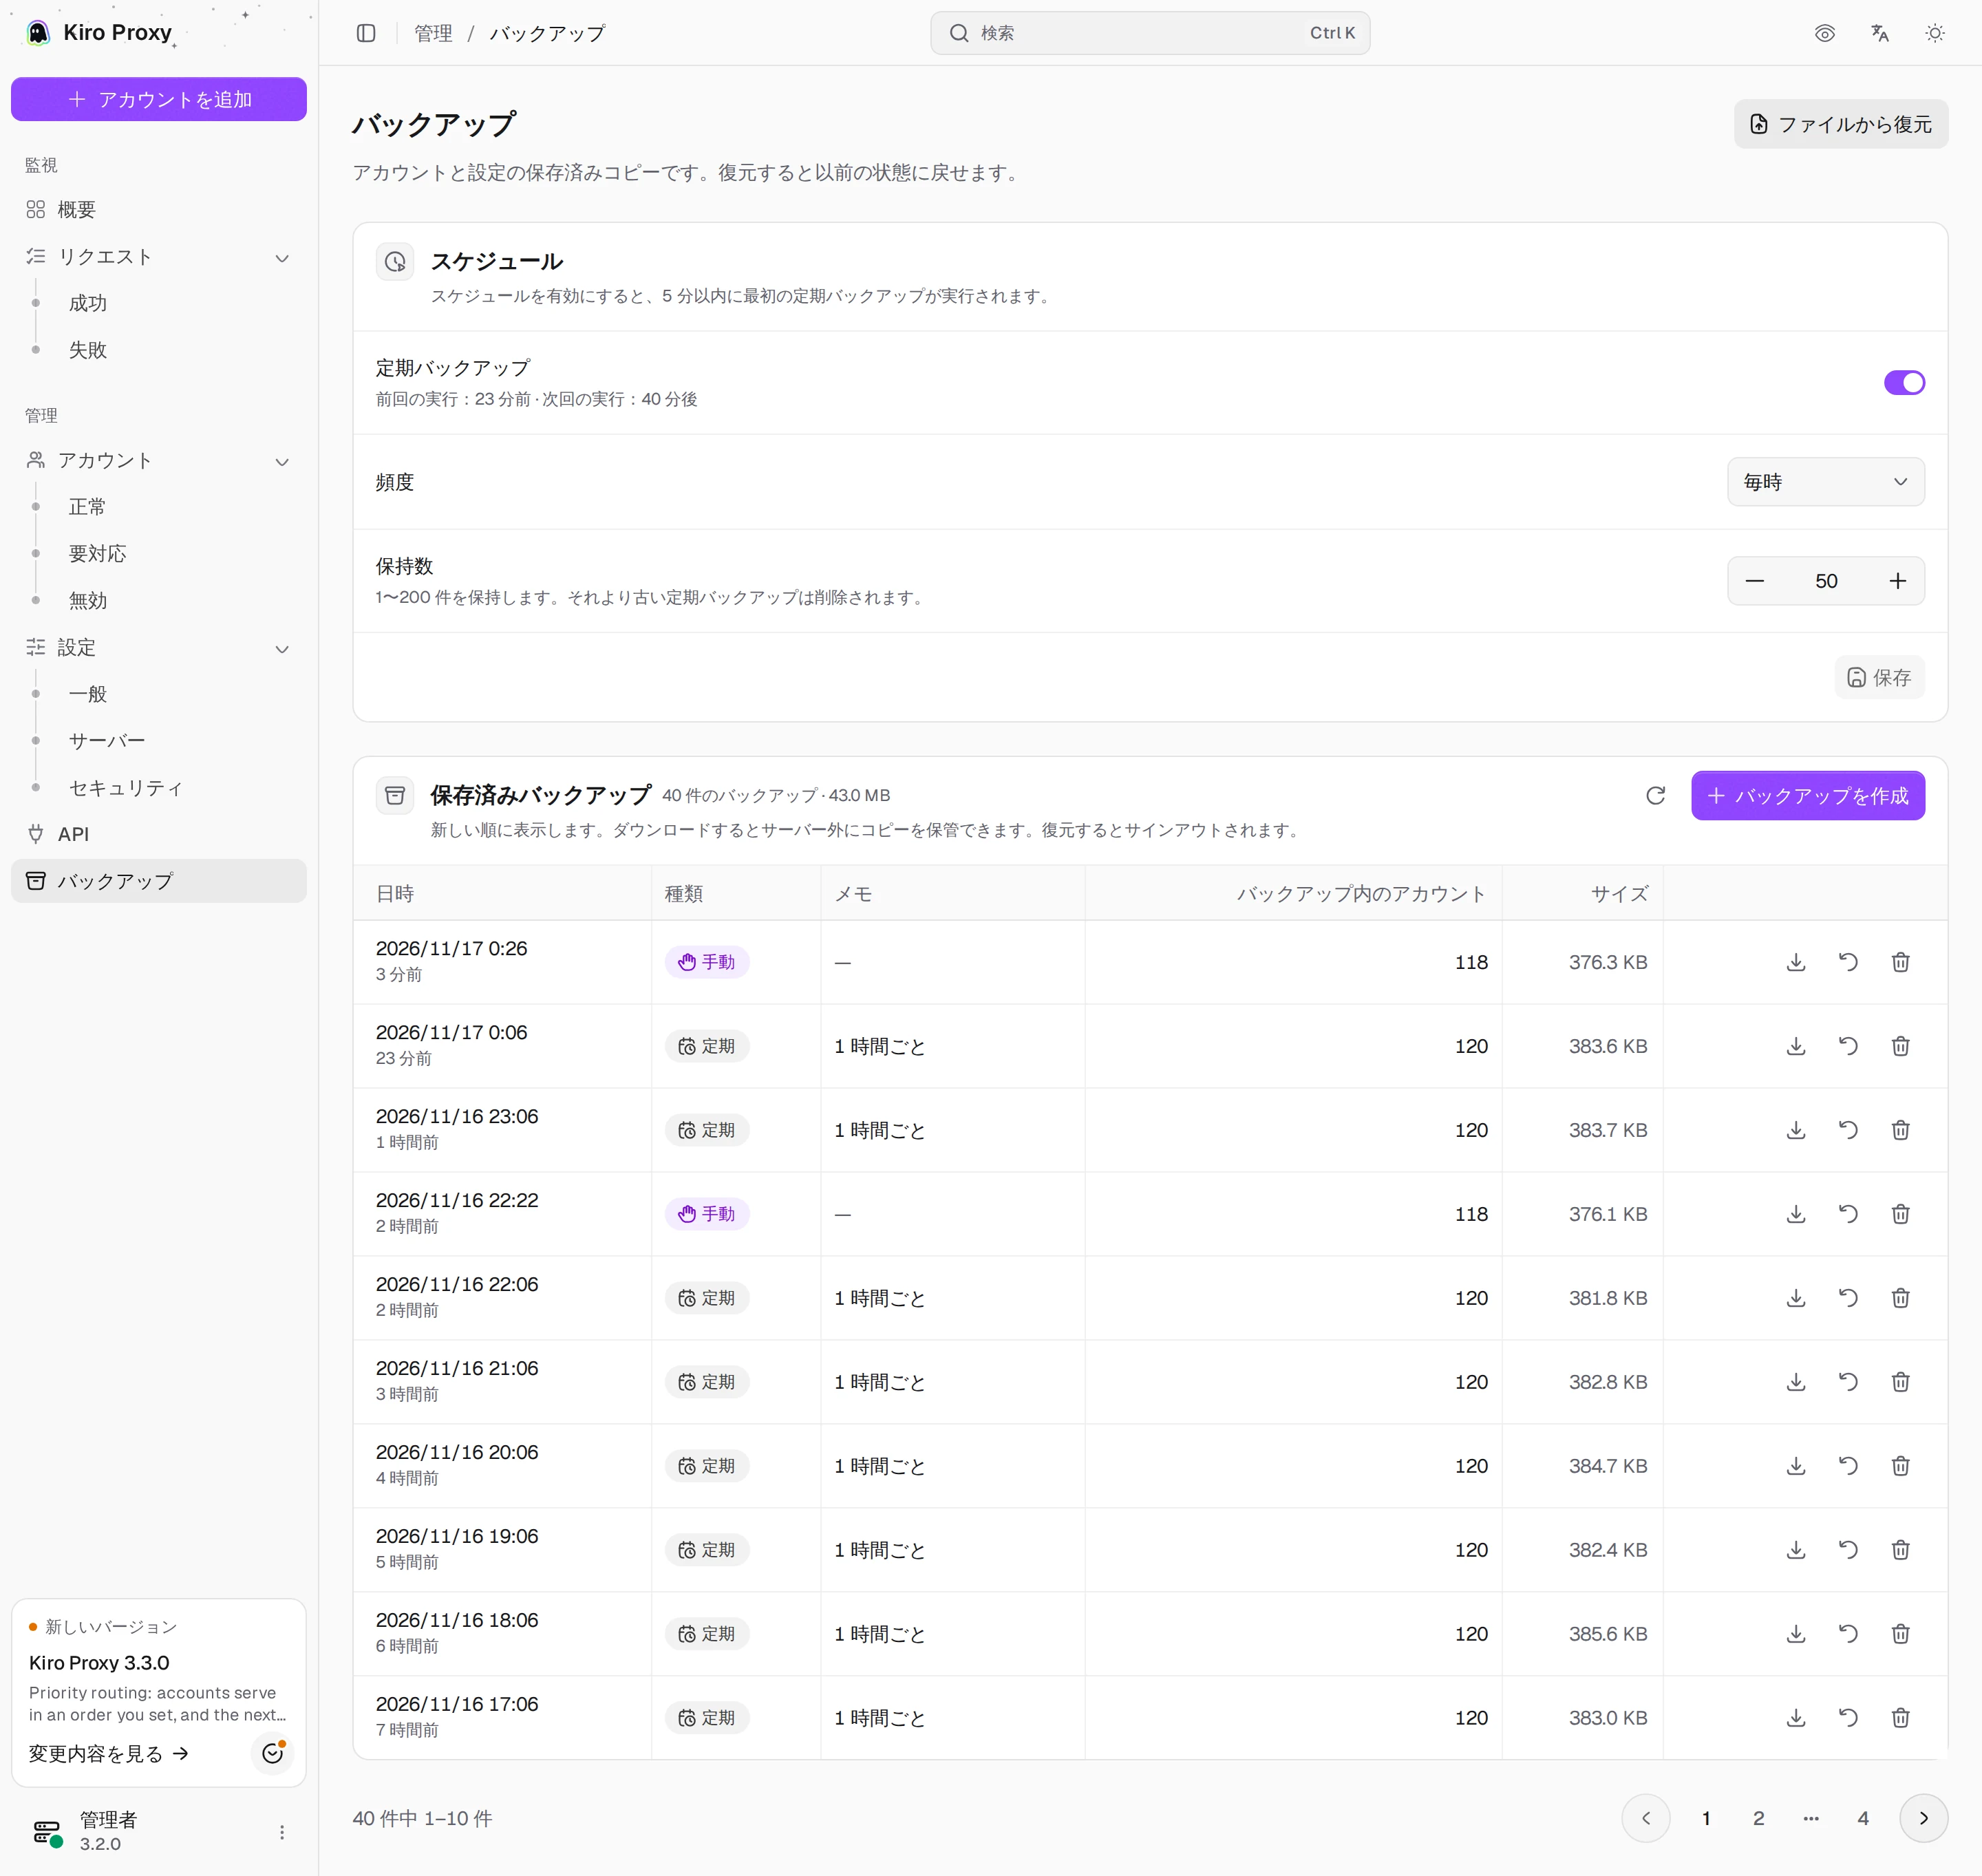 Kiro Proxy
アカウントを追加
監視
概要
リクエスト
成功
失敗
管理
アカウント
正常
要対応
無効
設定
一般
サーバー
セキュリティ
API
バックアップ
新しいバージョン
Kiro Proxy 3.3.0
Priority routing: accounts serve
in an order you set, and the next...
変更内容を見る →
管理者
3.2.0
管理 / バックアップ
検索 Ctrl K
バックアップ
ファイルから復元
アカウントと設定の保存済みコピーです。復元すると以前の状態に戻せます。
スケジュール
スケジュールを有効にすると、5 分以内に最初の定期バックアップが実行されます。
定期バックアップ
前回の実行：23 分前 · 次回の実行：40 分後
頻度
毎時
保持数
1〜200 件を保持します。それより古い定期バックアップは削除されます。
50
保存
保存済みバックアップ 40 件のバックアップ · 43.0 MB
バックアップを作成
新しい順に表示します。ダウンロードするとサーバー外にコピーを保管できます。復元するとサインアウトされます。
日時 種類 メモ バックアップ内のアカウント サイズ
2026/11/17 0:26
3 分前
手動 — 118 376.3 KB
2026/11/17 0:06
23 分前
定期 1 時間ごと 120 383.6 KB
2026/11/16 23:06
1 時間前
定期 1 時間ごと 120 383.7 KB
2026/11/16 22:22
2 時間前
手動 — 118 376.1 KB
2026/11/16 22:06
2 時間前
定期 1 時間ごと 120 381.8 KB
2026/11/16 21:06
3 時間前
定期 1 時間ごと 120 382.8 KB
2026/11/16 20:06
4 時間前
定期 1 時間ごと 120 384.7 KB
2026/11/16 19:06
5 時間前
定期 1 時間ごと 120 382.4 KB
2026/11/16 18:06
6 時間前
定期 1 時間ごと 120 385.6 KB
2026/11/16 17:06
7 時間前
定期 1 時間ごと 120 383.0 KB
40 件中 1–10 件
1 2 ••• 4